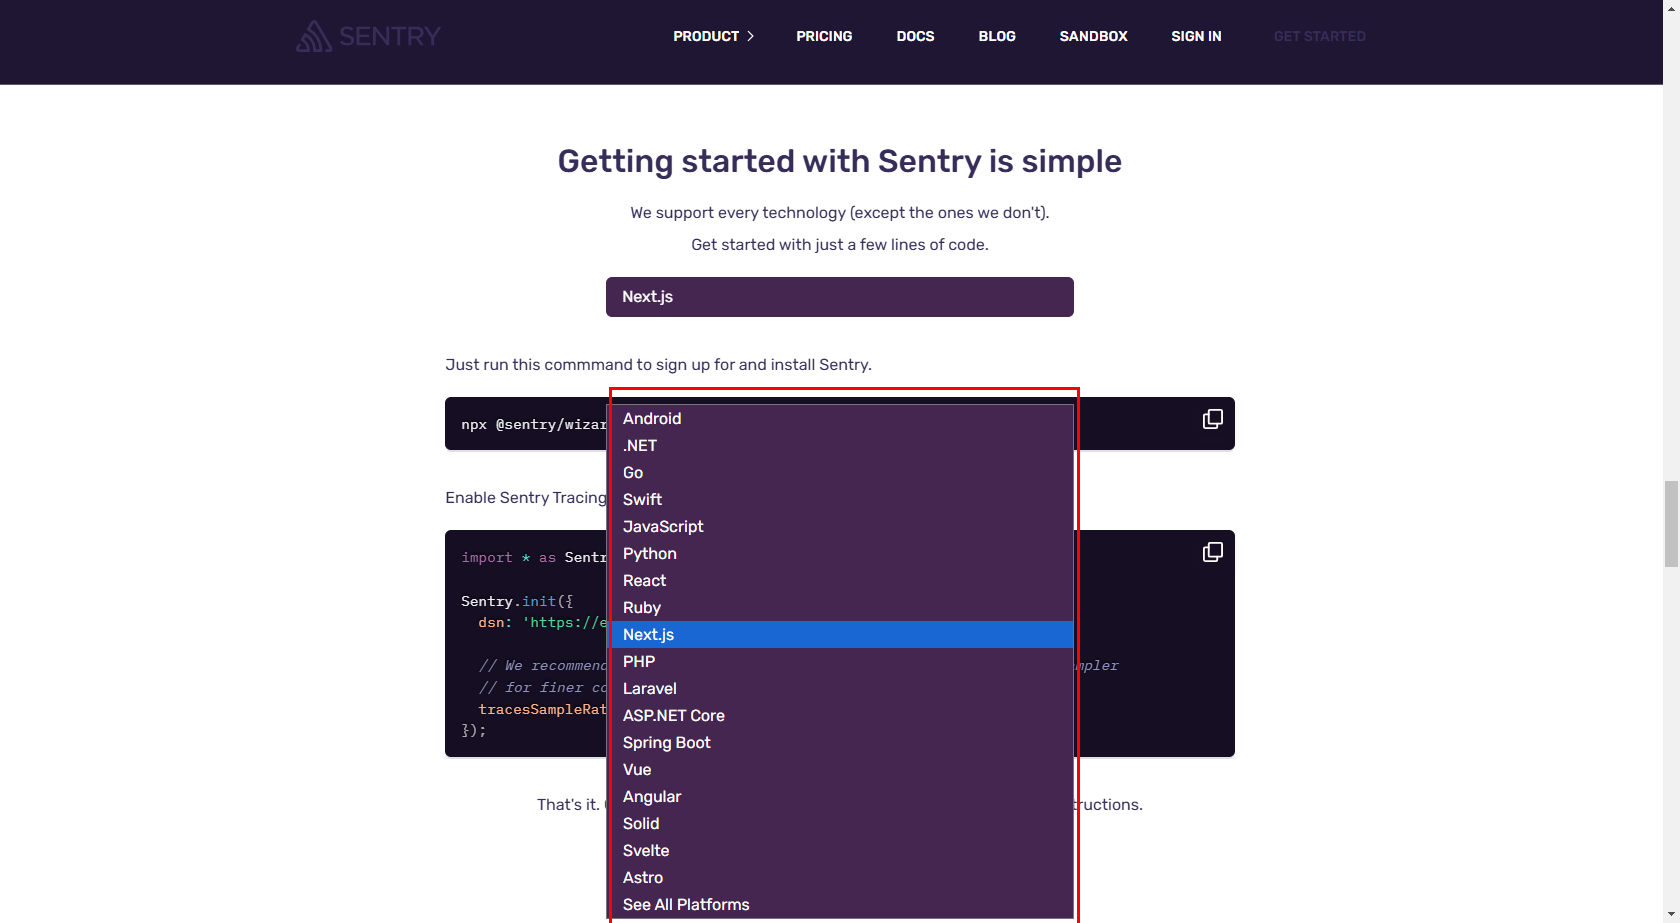 SENTRY
PRODUCT
PRICING
DOCS
BLOG
SANDBOX
SIGN IN
GET STARTED
Getting started with Sentry is simple
We support every technology (except the ones we don't).
Get started with just a few lines of code.
Next.js
Just run this commmand to sign up for and install Sentry.
npx @sentry/wizar
Enable Sentry Tracing
import * as Sentr
Sentry.init({
dsn: 'https://e
// We recommend mpler
// for finer co
tracesSampleRat
});
That's it. tructions.
Android
.NET
Go
Swift
JavaScript
Python
React
Ruby
Next.js
PHP
Laravel
ASP.NET Core
Spring Boot
Vue
Angular
Solid
Svelte
Astro
See All Platforms